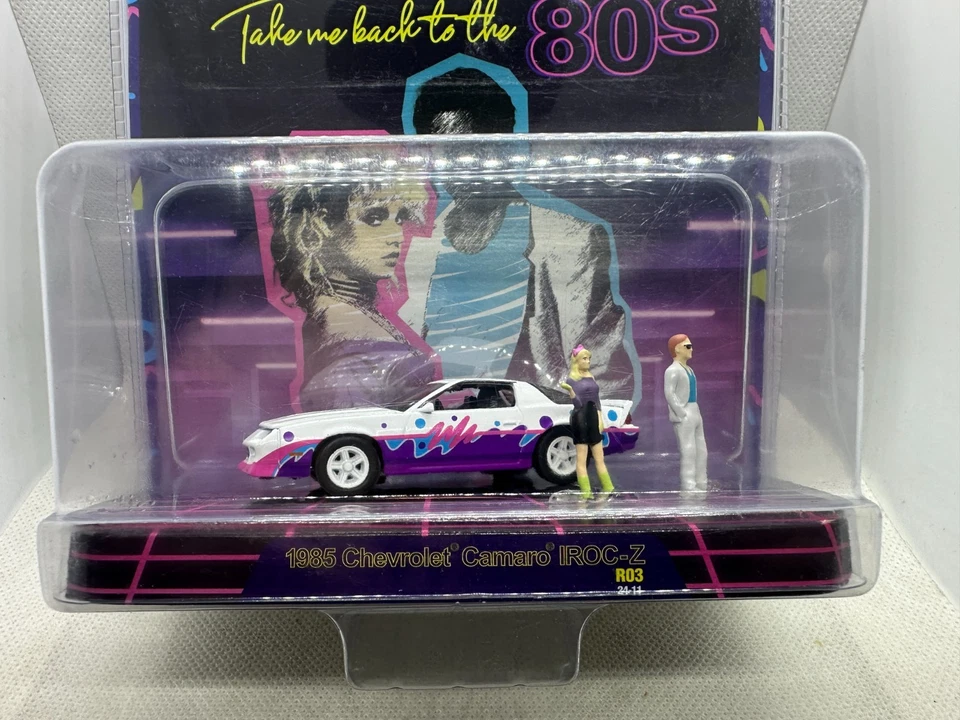 Take me back to the 80s
1985 Chevrolet® Camaro® IROC-Z
R03
24-11